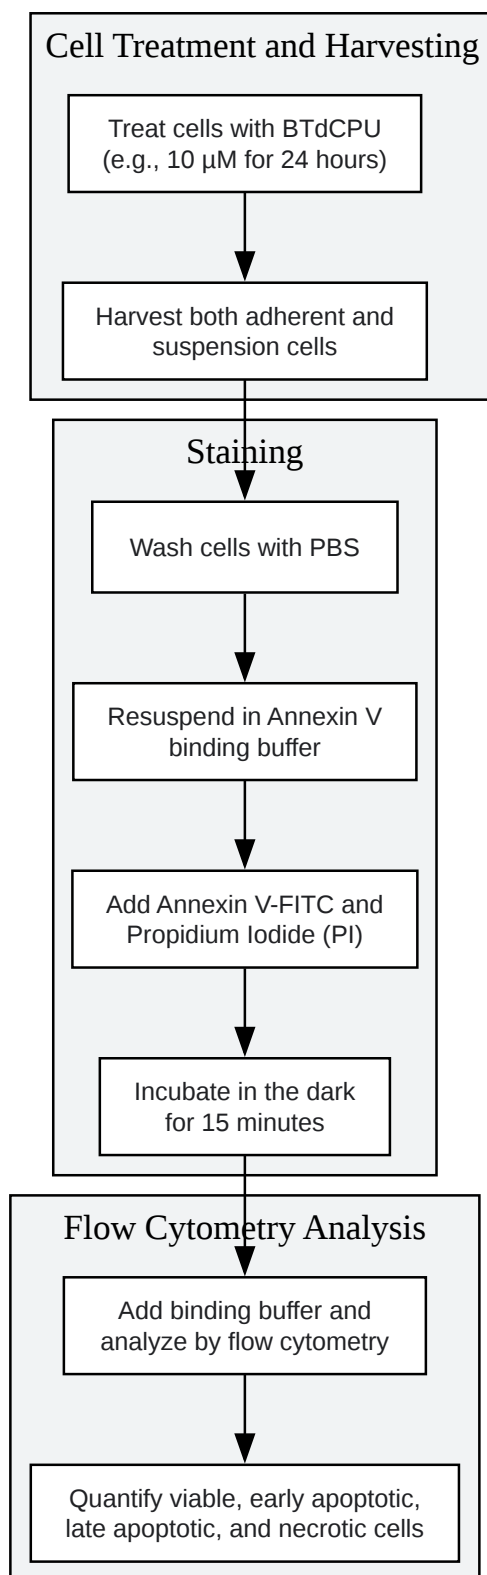 Cell Treatment and Harvesting
Treat cells with BTdCPU
(e.g., 10 µM for 24 hours)
Harvest both adherent and
suspension cells
Staining
Wash cells with PBS
Resuspend in Annexin V
binding buffer
Add Annexin V-FITC and
Propidium Iodide (PI)
Incubate in the dark
for 15 minutes
Flow Cytometry Analysis
Add binding buffer and
analyze by flow cytometry
Quantify viable, early apoptotic,
late apoptotic, and necrotic cells